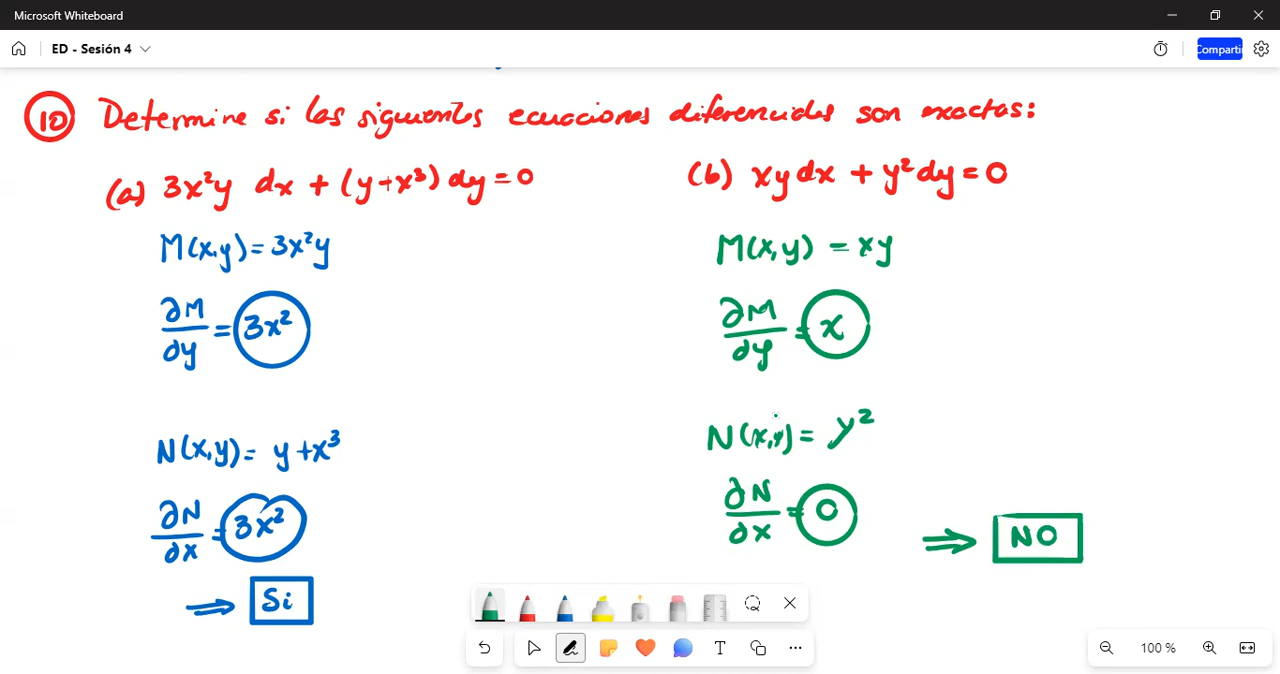 Microsoft Whiteboard
ED - Sesión 4
Comparti
10 Determine si las siguientes ecuaciones diferenciales son exactas:
(a) 3x²y dx + (y+x³) dy = 0
(b) xy dx + y² dy = 0
M(x,y) = 3x²y
∂M/∂y = 3x²
N(x,y) = y + x³
∂N/∂x = 3x²
⇒ Si
M(x,y) = xy
∂M/∂y = x
N(x,y) = y²
∂N/∂x = 0
⇒ NO
T
100 %